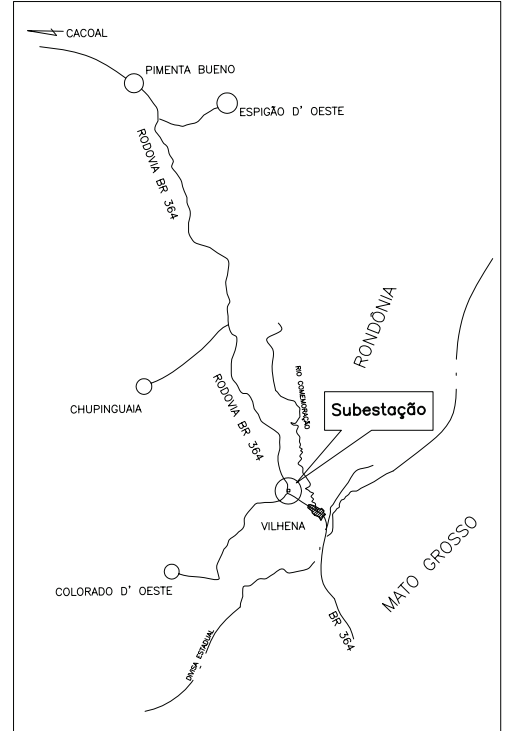 CACOAL
PIMENTA BUENO
ESPIGÃO D' OESTE
RODOVIA BR 364
RONDÔNIA
RIO COMEMORAÇÃO
CHUPINGUAIA
RODOVIA BR 364
Subestação
VILHENA
MATO GROSSO
COLORADO D' OESTE
BR 364
DIVISA ESTADUAL